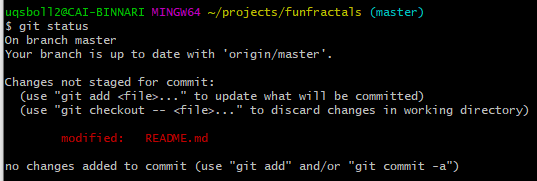 uqsboll2@CAI-BINNARI MINGW64 ~/projects/funfractals (master)
$ git status
On branch master
Your branch is up to date with 'origin/master'.
Changes not staged for commit:
(use "git add <file>..." to update what will be committed)
(use "git checkout -- <file>..." to discard changes in working directory)
modified: README.md
no changes added to commit (use "git add" and/or "git commit -a")